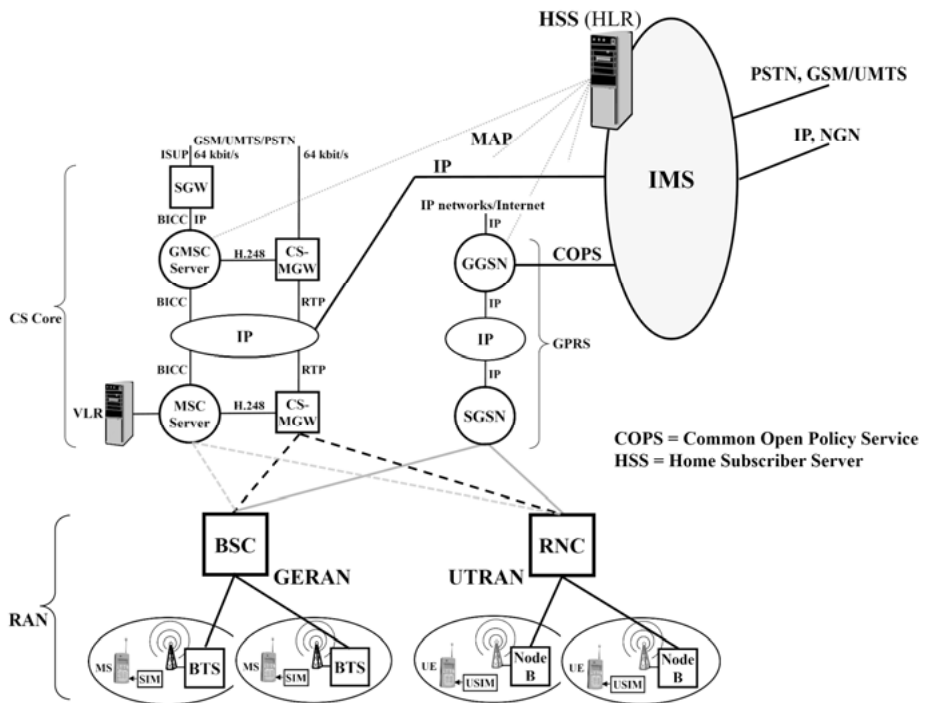 HSS (HLR)
PSTN, GSM/UMTS
IP, NGN
IMS
MAP
IP
COPS
GSM/UMTS/PSTN
ISUP 64 kbit/s
64 kbit/s
SGW
BICC IP
GMSC
Server
H.248
CS-
MGW
BICC
RTP
IP
CS Core
BICC
RTP
VLR
MSC
Server
H.248
CS-
MGW
IP networks/Internet
IP
GGSN
IP
IP
GPRS
IP
SGSN
COPS = Common Open Policy Service
HSS = Home Subscriber Server
BSC
GERAN
UTRAN
RNC
RAN
MS
SIM
BTS
MS
SIM
BTS
UE
USIM
Node
B
UE
USIM
Node
B